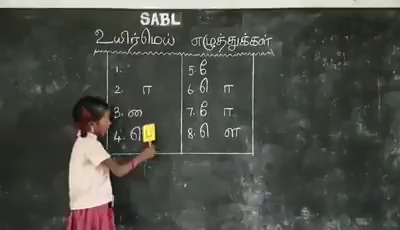 SABL
உயிர்மெய் எழுத்துக்கள்
1. 5. ே
2. ா 6. ெ ா
3. ை 7. ே ா
4. ெ ப 8. ெ ள